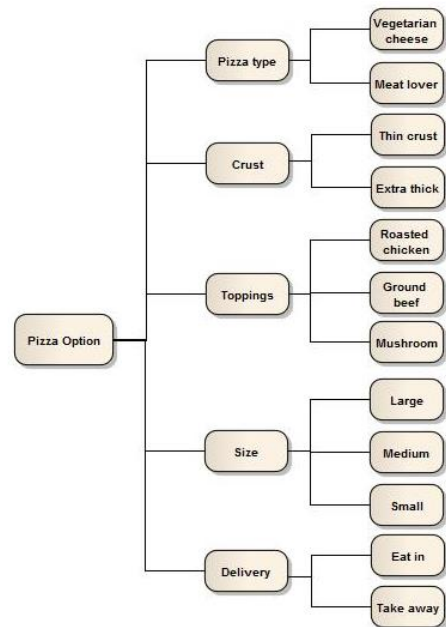 Pizza Option
Pizza type
Vegetarian
cheese
Meat lover
Crust
Thin crust
Extra thick
Toppings
Roasted
chicken
Ground
beef
Mushroom
Size
Large
Medium
Small
Delivery
Eat in
Take away